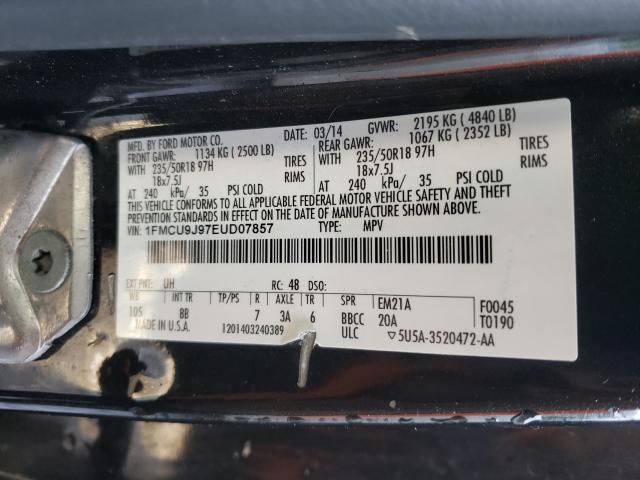 MFD. BY FORD MOTOR CO.
DATE: 03/14 GVWR: 2195 KG ( 4840 LB)
FRONT GAWR: 1134 KG ( 2500 LB) REAR GAWR: 1067 KG ( 2352 LB)
WITH 235/50R18 97H TIRES WITH 235/50R18 97H TIRES
18x7.5J RIMS 18x7.5J RIMS
AT 240 kPa/ 35 PSI COLD AT 240 kPa/ 35 PSI COLD
THIS VEHICLE CONFORMS TO ALL APPLICABLE FEDERAL MOTOR VEHICLE SAFETY AND THEFT
PREVENTION STANDARDS IN EFFECT ON THE DATE OF MANUFACTURE SHOWN ABOVE.
VIN: 1FMCU9J97EUD07857 TYPE: MPV
EXT PNT: UH RC: 48 DSO:
WB INT TR TP/PS R AXLE TR SPR EM21A F0045
105 8B 7 3A 6 BBCC 20A T0190
MADE IN U.S.A. 1201403240389 ULC ▽5U5A-3520472-AA